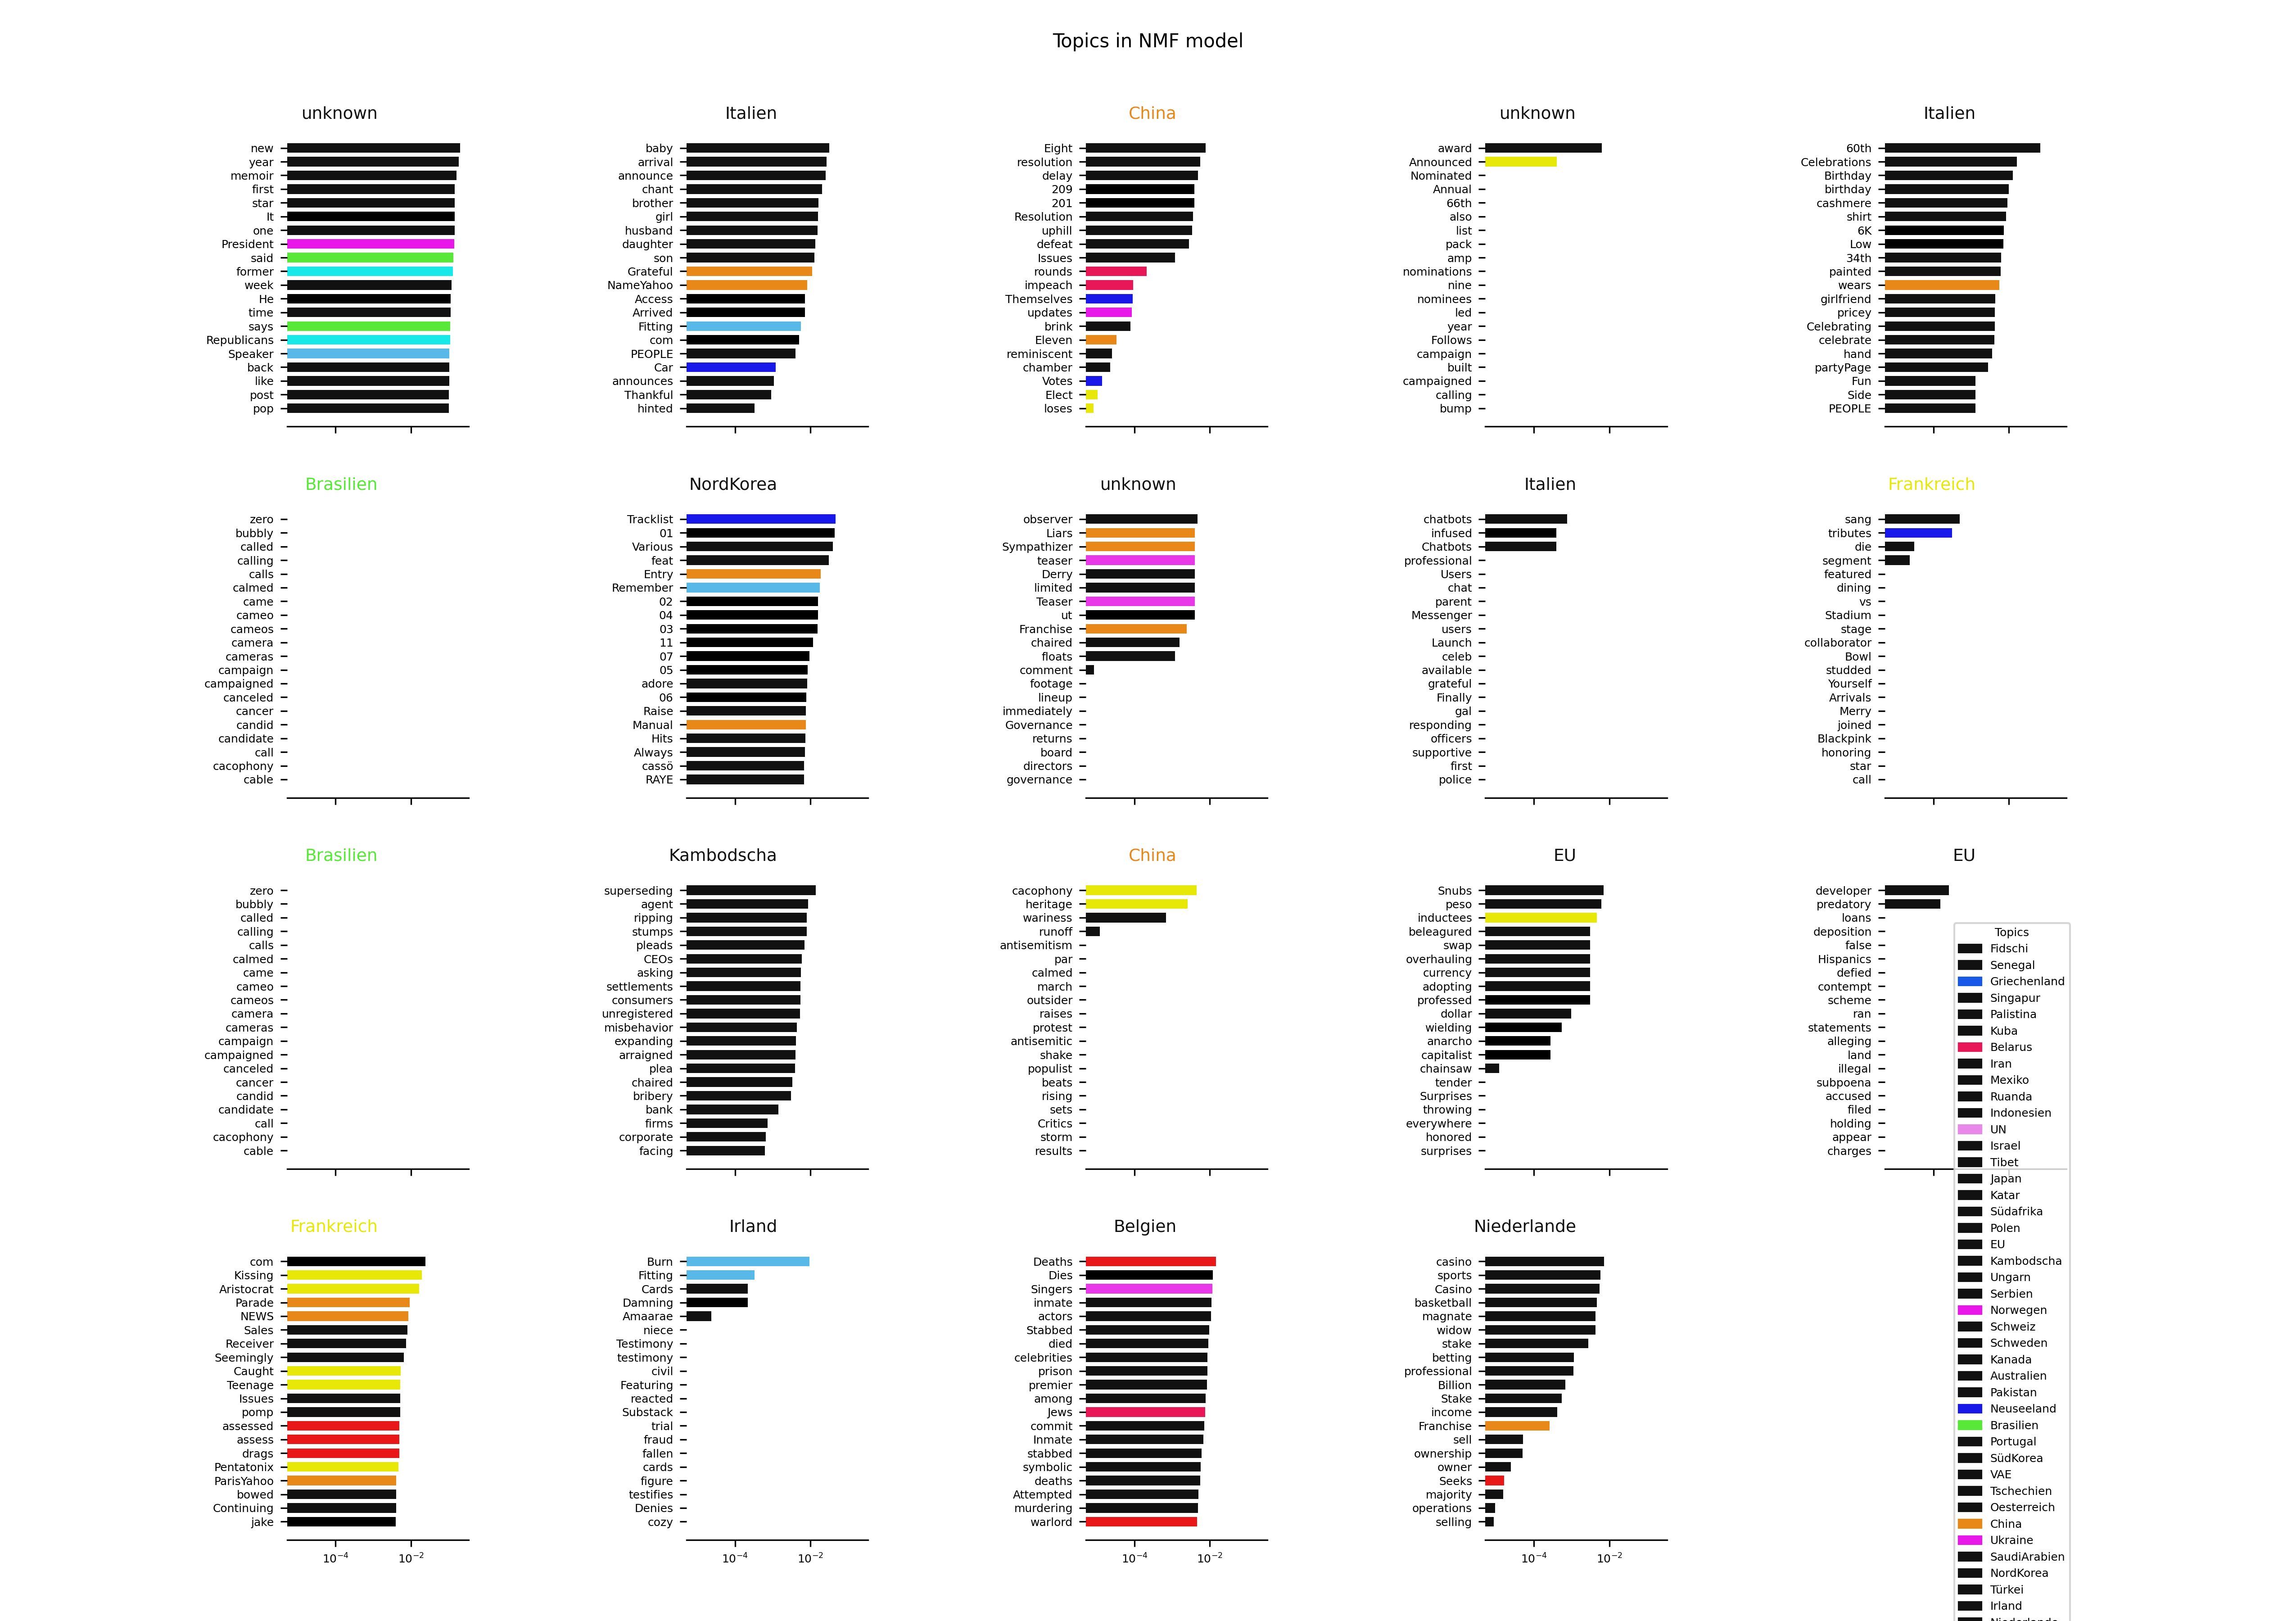 Topics in NMF model
unknown
new
year
memoir
first
star
It
one
President
said
former
week
He
time
says
Republicans
Speaker
back
like
post
pop
Italien
baby
arrival
announce
chant
brother
girl
husband
daughter
son
Grateful
NameYahoo
Access
Arrived
Fitting
com
PEOPLE
Car
announces
Thankful
hinted
China
Eight
resolution
delay
209
201
Resolution
uphill
defeat
Issues
rounds
impeach
Themselves
updates
brink
Eleven
reminiscent
chamber
Votes
Elect
loses
unknown
award
Announced
Nominated
Annual
66th
also
list
pack
amp
nominations
nine
nominees
led
year
Follows
campaign
built
campaigned
calling
bump
Italien
60th
Celebrations
Birthday
birthday
cashmere
shirt
6K
Low
34th
painted
wears
girlfriend
pricey
Celebrating
celebrate
hand
partyPage
Fun
Side
PEOPLE
Brasilien
zero
bubbly
called
calling
calls
calmed
came
cameo
cameos
camera
cameras
campaign
campaigned
canceled
cancer
candid
candidate
call
cacophony
cable
NordKorea
Tracklist
01
Various
feat
Entry
Remember
02
04
03
11
07
05
adore
06
Raise
Manual
Hits
Always
cassö
RAYE
unknown
observer
Liars
Sympathizer
teaser
Derry
limited
Teaser
ut
Franchise
chaired
floats
comment
footage
lineup
immediately
Governance
returns
board
directors
governance
Italien
chatbots
infused
Chatbots
professional
Users
chat
parent
Messenger
users
Launch
celeb
available
grateful
Finally
gal
responding
officers
supportive
first
police
Frankreich
sang
tributes
die
segment
featured
dining
vs
Stadium
stage
collaborator
Bowl
studded
Yourself
Arrivals
Merry
joined
Blackpink
honoring
star
call
Brasilien
zero
bubbly
called
calling
calls
calmed
came
cameo
cameos
camera
cameras
campaign
campaigned
canceled
cancer
candid
candidate
call
cacophony
cable
Kambodscha
superseding
agent
ripping
stumps
pleads
CEOs
asking
settlements
consumers
unregistered
misbehavior
expanding
arraigned
plea
chaired
bribery
bank
firms
corporate
facing
China
cacophony
heritage
wariness
runoff
antisemitism
par
calmed
march
outsider
raises
protest
antisemitic
shake
populist
beats
rising
sets
Critics
storm
results
EU
Snubs
peso
inductees
beleagured
swap
overhauling
currency
adopting
professed
dollar
wielding
anarcho
capitalist
chainsaw
tender
Surprises
throwing
everywhere
honored
surprises
EU
developer
predatory
loans
deposition
false
Hispanics
defied
contempt
scheme
ran
statements
alleging
land
illegal
subpoena
accused
filed
holding
appear
charges
Frankreich
com
Kissing
Aristocrat
Parade
NEWS
Sales
Receiver
Seemingly
Caught
Teenage
Issues
pomp
assessed
assess
drags
Pentatonix
ParisYahoo
bowed
Continuing
jake
10⁻⁴ 10⁻²
Irland
Burn
Fitting
Cards
Damning
Amaarae
niece
Testimony
testimony
civil
Featuring
reacted
Substack
trial
fraud
fallen
cards
figure
testifies
Denies
cozy
10⁻⁴ 10⁻²
Belgien
Deaths
Dies
Singers
inmate
actors
Stabbed
died
celebrities
prison
premier
among
Jews
commit
Inmate
stabbed
symbolic
deaths
Attempted
murdering
warlord
10⁻⁴ 10⁻²
Niederlande
casino
sports
Casino
basketball
magnate
widow
stake
betting
professional
Billion
Stake
income
Franchise
sell
ownership
owner
Seeks
majority
operations
selling
10⁻⁴ 10⁻²
Topics
Fidschi
Senegal
Griechenland
Singapur
Palistina
Kuba
Belarus
Iran
Mexiko
Ruanda
Indonesien
UN
Israel
Tibet
Japan
Katar
Südafrika
Polen
EU
Kambodscha
Ungarn
Serbien
Norwegen
Schweiz
Schweden
Kanada
Australien
Pakistan
Neuseeland
Brasilien
Portugal
SüdKorea
VAE
Tschechien
Oesterreich
China
Ukraine
SaudiArabien
NordKorea
Türkei
Irland